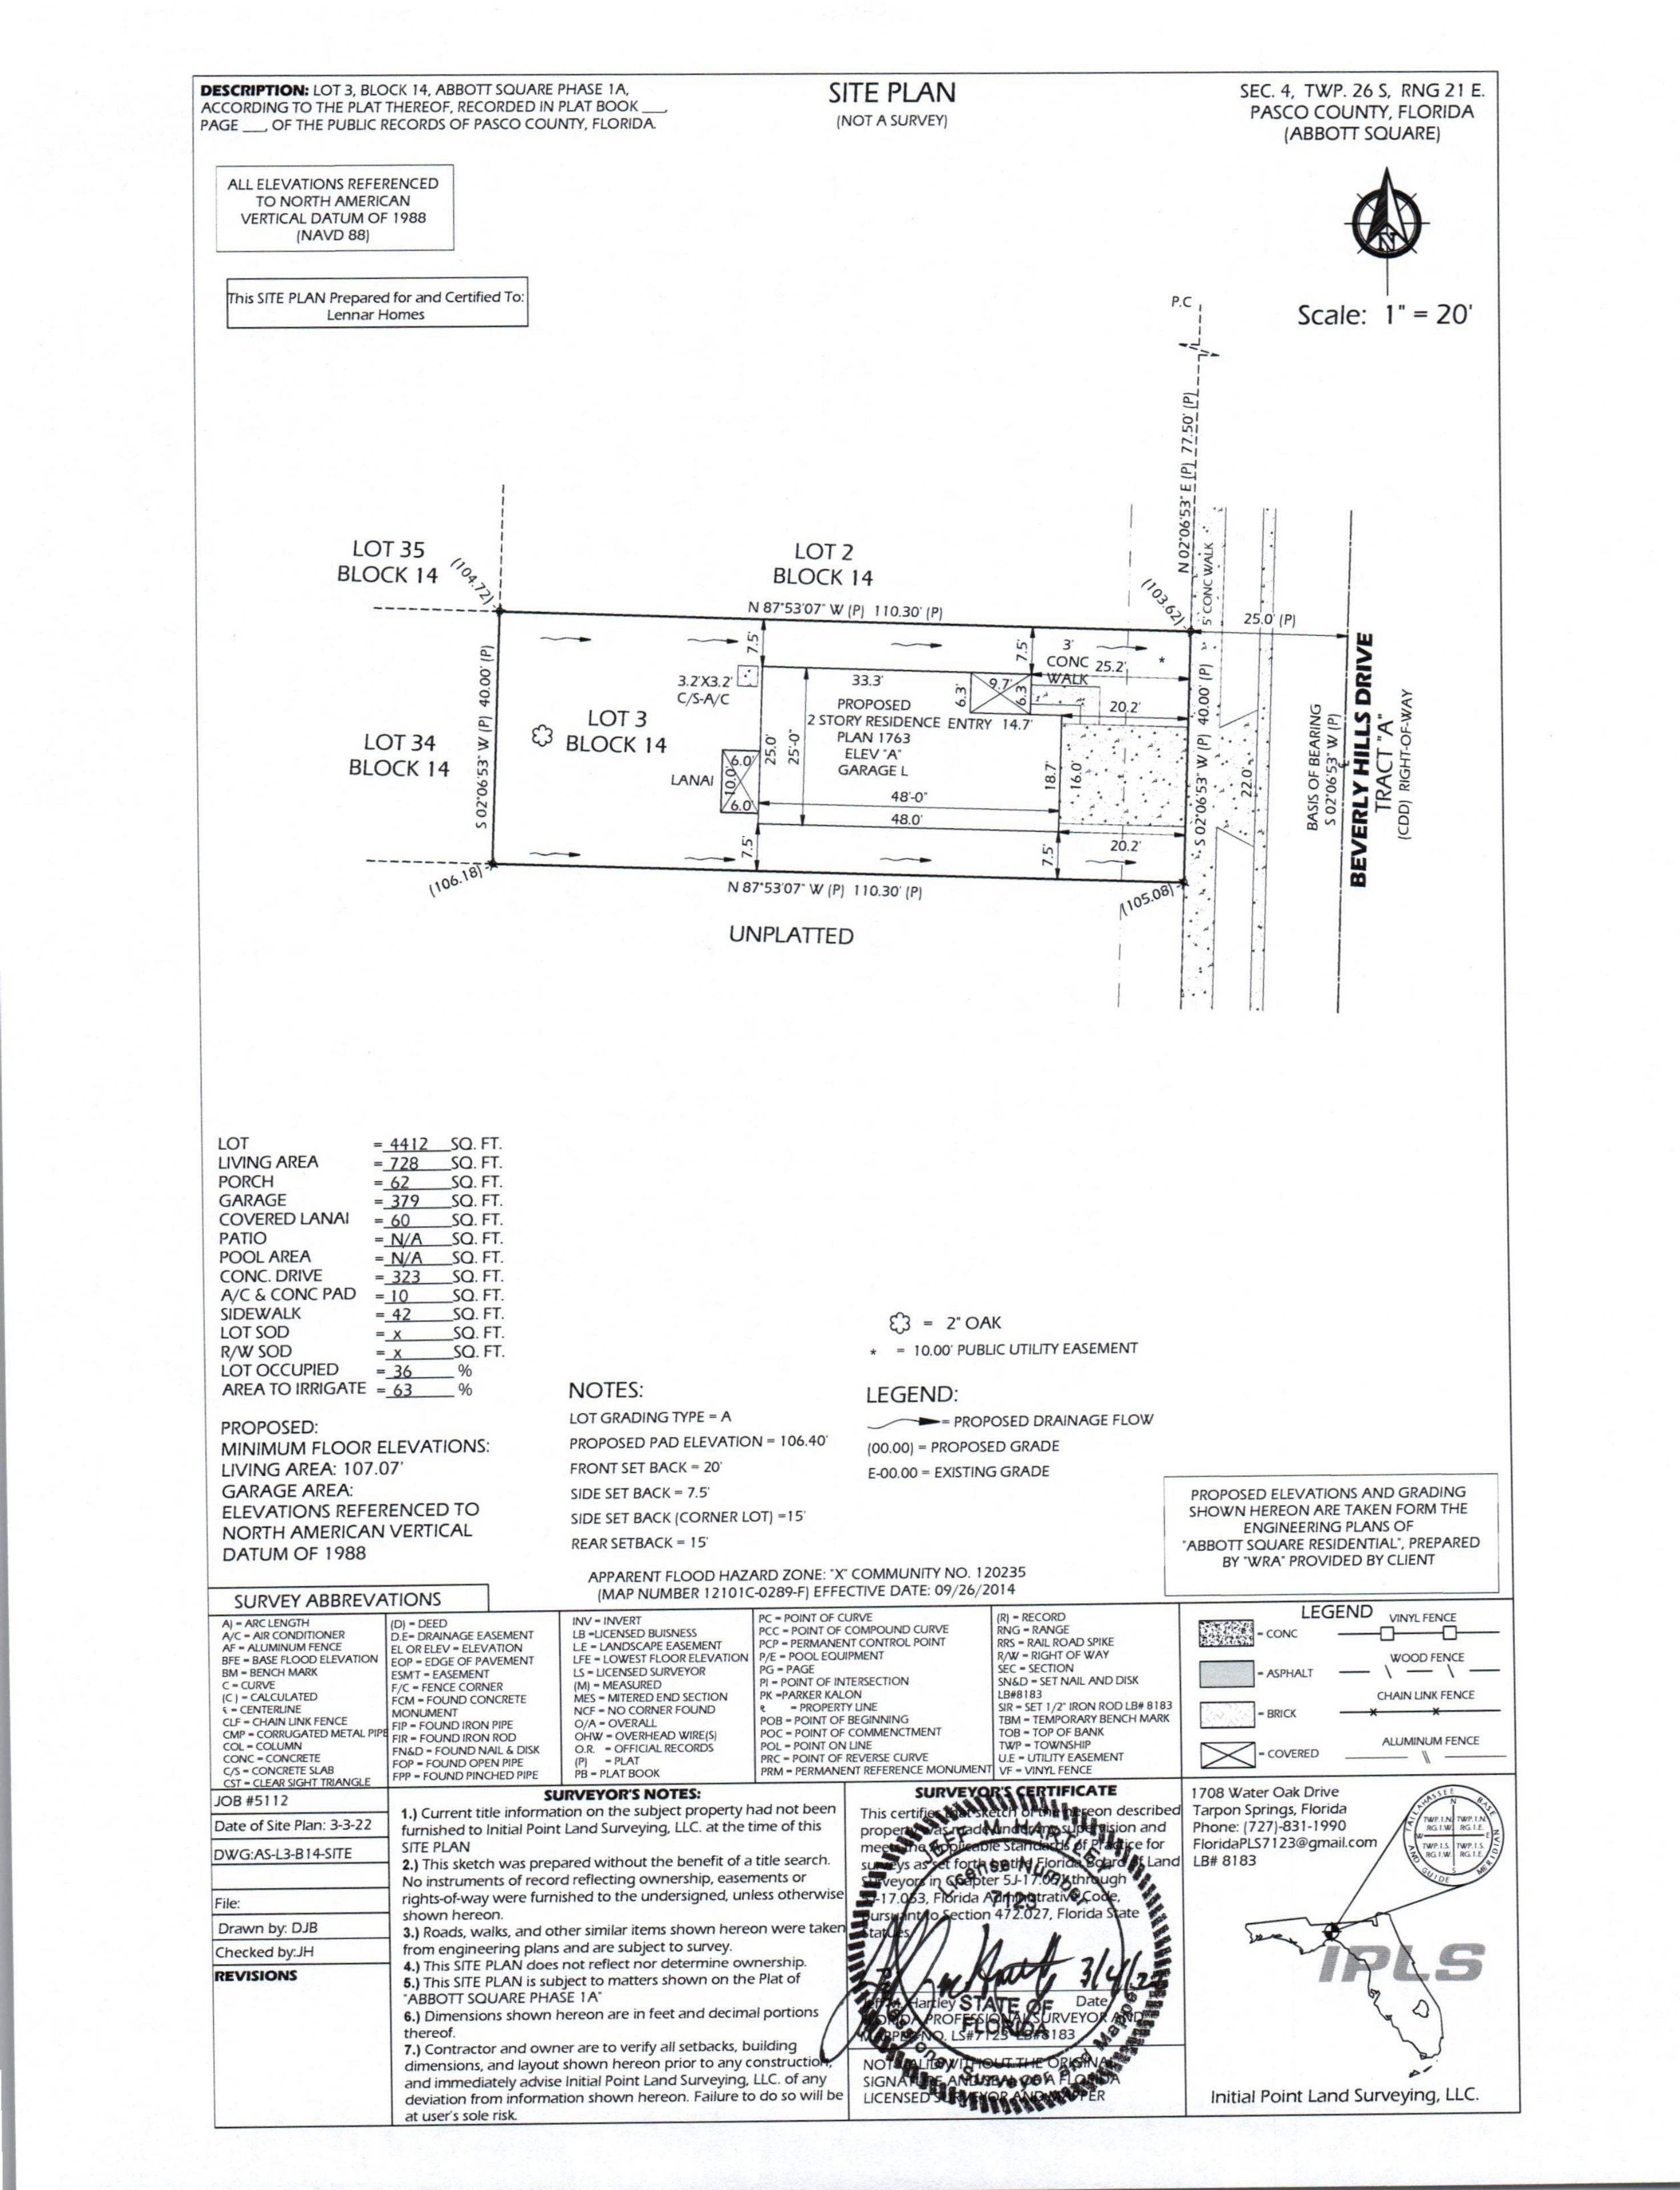 DESCRIPTION: LOT 3, BLOCK 14, ABBOTT SQUARE PHASE 1A,
ACCORDING TO THE PLAT THEREOF, RECORDED IN PLAT BOOK ___,
PAGE ___, OF THE PUBLIC RECORDS OF PASCO COUNTY, FLORIDA.
SITE PLAN
(NOT A SURVEY)
SEC. 4, TWP. 26 S, RNG 21 E.
PASCO COUNTY, FLORIDA
(ABBOTT SQUARE)
ALL ELEVATIONS REFERENCED
TO NORTH AMERICAN
VERTICAL DATUM OF 1988
(NAVD 88)
This SITE PLAN Prepared for and Certified To:
Lennar Homes
N
Scale: 1" = 20'
P.C
N 02°06'53" E (P) 77.50' (P)
5' CONC WALK
LOT 35
BLOCK 14
(104.72)
LOT 2
BLOCK 14
(103.62)
N 87°53'07" W (P) 110.30' (P)
25.0' (P)
7.5'
7.5'
3'
CONC
WALK
25.2'
*
S 02°06'53" W (P) 40.00' (P)
3.2'X3.2'
C/S-A/C
33.3'
6.3'
9.7'
6.3'
20.2'
PROPOSED
2 STORY RESIDENCE ENTRY 14.7'
PLAN 1763
ELEV "A"
GARAGE L
LOT 3
BLOCK 14
LOT 34
BLOCK 14
LANAI
6.0'
10.0'
6.0'
25.0'
25'-0"
18.7'
16.0'
48'-0"
48.0'
S 02°06'53" W (P) 40.00' (P)
22.0'
BASIS OF BEARING
S 02°06'53" W (P)
BEVERLY HILLS DRIVE
TRACT "A"
(CDD) RIGHT-OF-WAY
7.5'
7.5'
20.2'
(106.18)
(105.08)
N 87°53'07" W (P) 110.30' (P)
UNPLATTED
LOT = 4412 SQ. FT.
LIVING AREA = 728 SQ. FT.
PORCH = 62 SQ. FT.
GARAGE = 379 SQ. FT.
COVERED LANAI = 60 SQ. FT.
PATIO = N/A SQ. FT.
POOL AREA = N/A SQ. FT.
CONC. DRIVE = 323 SQ. FT.
A/C & CONC PAD = 10 SQ. FT.
SIDEWALK = 42 SQ. FT.
LOT SOD = x SQ. FT.
R/W SOD = x SQ. FT.
LOT OCCUPIED = 36 %
AREA TO IRRIGATE = 63 %
PROPOSED:
MINIMUM FLOOR ELEVATIONS:
LIVING AREA: 107.07'
GARAGE AREA:
ELEVATIONS REFERENCED TO
NORTH AMERICAN VERTICAL
DATUM OF 1988
NOTES:
LOT GRADING TYPE = A
PROPOSED PAD ELEVATION = 106.40'
FRONT SET BACK = 20'
SIDE SET BACK = 7.5'
SIDE SET BACK (CORNER LOT) =15'
REAR SETBACK = 15'
= 2" OAK
* = 10.00' PUBLIC UTILITY EASEMENT
LEGEND:
= PROPOSED DRAINAGE FLOW
(00.00) = PROPOSED GRADE
E-00.00 = EXISTING GRADE
PROPOSED ELEVATIONS AND GRADING
SHOWN HEREON ARE TAKEN FORM THE
ENGINEERING PLANS OF
"ABBOTT SQUARE RESIDENTIAL", PREPARED
BY "WRA" PROVIDED BY CLIENT
APPARENT FLOOD HAZARD ZONE: "X" COMMUNITY NO. 120235
(MAP NUMBER 12101C-0289-F) EFFECTIVE DATE: 09/26/2014
SURVEY ABBREVATIONS
A) = ARC LENGTH
A/C = AIR CONDITIONER
AF = ALUMINUM FENCE
BFE = BASE FLOOD ELEVATION
BM = BENCH MARK
C = CURVE
(C ) = CALCULATED
℄ = CENTERLINE
CLF = CHAIN LINK FENCE
CMP = CORRUGATED METAL PIPE
COL = COLUMN
CONC = CONCRETE
C/S = CONCRETE SLAB
CST = CLEAR SIGHT TRIANGLE
(D) = DEED
D.E= DRAINAGE EASEMENT
EL OR ELEV = ELEVATION
EOP = EDGE OF PAVEMENT
ESMT = EASEMENT
F/C = FENCE CORNER
FCM = FOUND CONCRETE
MONUMENT
FIP = FOUND IRON PIPE
FIR = FOUND IRON ROD
FN&D = FOUND NAIL & DISK
FOP = FOUND OPEN PIPE
FPP = FOUND PINCHED PIPE
INV = INVERT
LB =LICENSED BUISNESS
L.E = LANDSCAPE EASEMENT
LFE = LOWEST FLOOR ELEVATION
LS = LICENSED SURVEYOR
(M) = MEASURED
MES = MITERED END SECTION
NCF = NO CORNER FOUND
O/A = OVERALL
OHW = OVERHEAD WIRE(S)
O.R. = OFFICIAL RECORDS
(P) = PLAT
PB = PLAT BOOK
PC = POINT OF CURVE
PCC = POINT OF COMPOUND CURVE
PCP = PERMANENT CONTROL POINT
P/E = POOL EQUIPMENT
PG = PAGE
PI = POINT OF INTERSECTION
PK =PARKER KALON
= PROPERTY LINE
POB = POINT OF BEGINNING
POC = POINT OF COMMENCTMENT
POL = POINT ON LINE
PRC = POINT OF REVERSE CURVE
PRM = PERMANENT REFERENCE MONUMENT
(R) = RECORD
RNG = RANGE
RRS = RAIL ROAD SPIKE
R/W = RIGHT OF WAY
SEC = SECTION
SN&D = SET NAIL AND DISK
LB#8183
SIR = SET 1/2" IRON ROD LB# 8183
TBM = TEMPORARY BENCH MARK
TOB = TOP OF BANK
TWP = TOWNSHIP
U.E = UTILITY EASEMENT
VF = VINYL FENCE
LEGEND
= CONC
= ASPHALT
= BRICK
= COVERED
VINYL FENCE
WOOD FENCE
CHAIN LINK FENCE
ALUMINUM FENCE
JOB #5112
Date of Site Plan: 3-3-22
DWG:AS-L3-B14-SITE
File:
Drawn by: DJB
Checked by:JH
REVISIONS
SURVEYOR'S NOTES:
1.) Current title information on the subject property had not been
furnished to Initial Point Land Surveying, LLC. at the time of this
SITE PLAN
2.) This sketch was prepared without the benefit of a title search.
No instruments of record reflecting ownership, easements or
rights-of-way were furnished to the undersigned, unless otherwise
shown hereon.
3.) Roads, walks, and other similar items shown hereon were taken
from engineering plans and are subject to survey.
4.) This SITE PLAN does not reflect nor determine ownership.
5.) This SITE PLAN is subject to matters shown on the Plat of
"ABBOTT SQUARE PHASE 1A"
6.) Dimensions shown hereon are in feet and decimal portions
thereof.
7.) Contractor and owner are to verify all setbacks, building
dimensions, and layout shown hereon prior to any construction,
and immediately advise Initial Point Land Surveying, LLC. of any
deviation from information shown hereon. Failure to do so will be
at user's sole risk.
SURVEYOR'S CERTIFICATE
This certifies that sketch of the hereon described
property was made under my supervision and
meets the Applicable Standards of Practice for
surveys as set forth by the Florida Board of Land
Surveyors in Chapter 5J-17.051 through
5J-17.053, Florida Administrative Code,
Pursuant to Section 472.027, Florida State
Statues.
JEFF M HARTLEY
License Number
7123
STATE OF
FLORIDA
Professional Surveyor and Mapper
3/4/22
Jeff M. Hartley Date
FLORIDA PROFESSIONAL SURVEYOR AND
MAPPER NO. LS#7123 LB#8183
NOT VALID WITHOUT THE ORIGINAL
SIGNATURE AND SEAL OF A FLORIDA
LICENSED SURVEYOR AND MAPPER
1708 Water Oak Drive
Tarpon Springs, Florida
Phone: (727)-831-1990
FloridaPLS7123@gmail.com
LB# 8183
TALLAHASSEE BASE
AND GUIDE MERIDIAN
TWP.1.N. TWP.1.N.
RG.1.W. RG.1.E.
W E
TWP.1.S. TWP.1.S.
RG.1.W. RG.1.E.
S
IPLS
Initial Point Land Surveying, LLC.